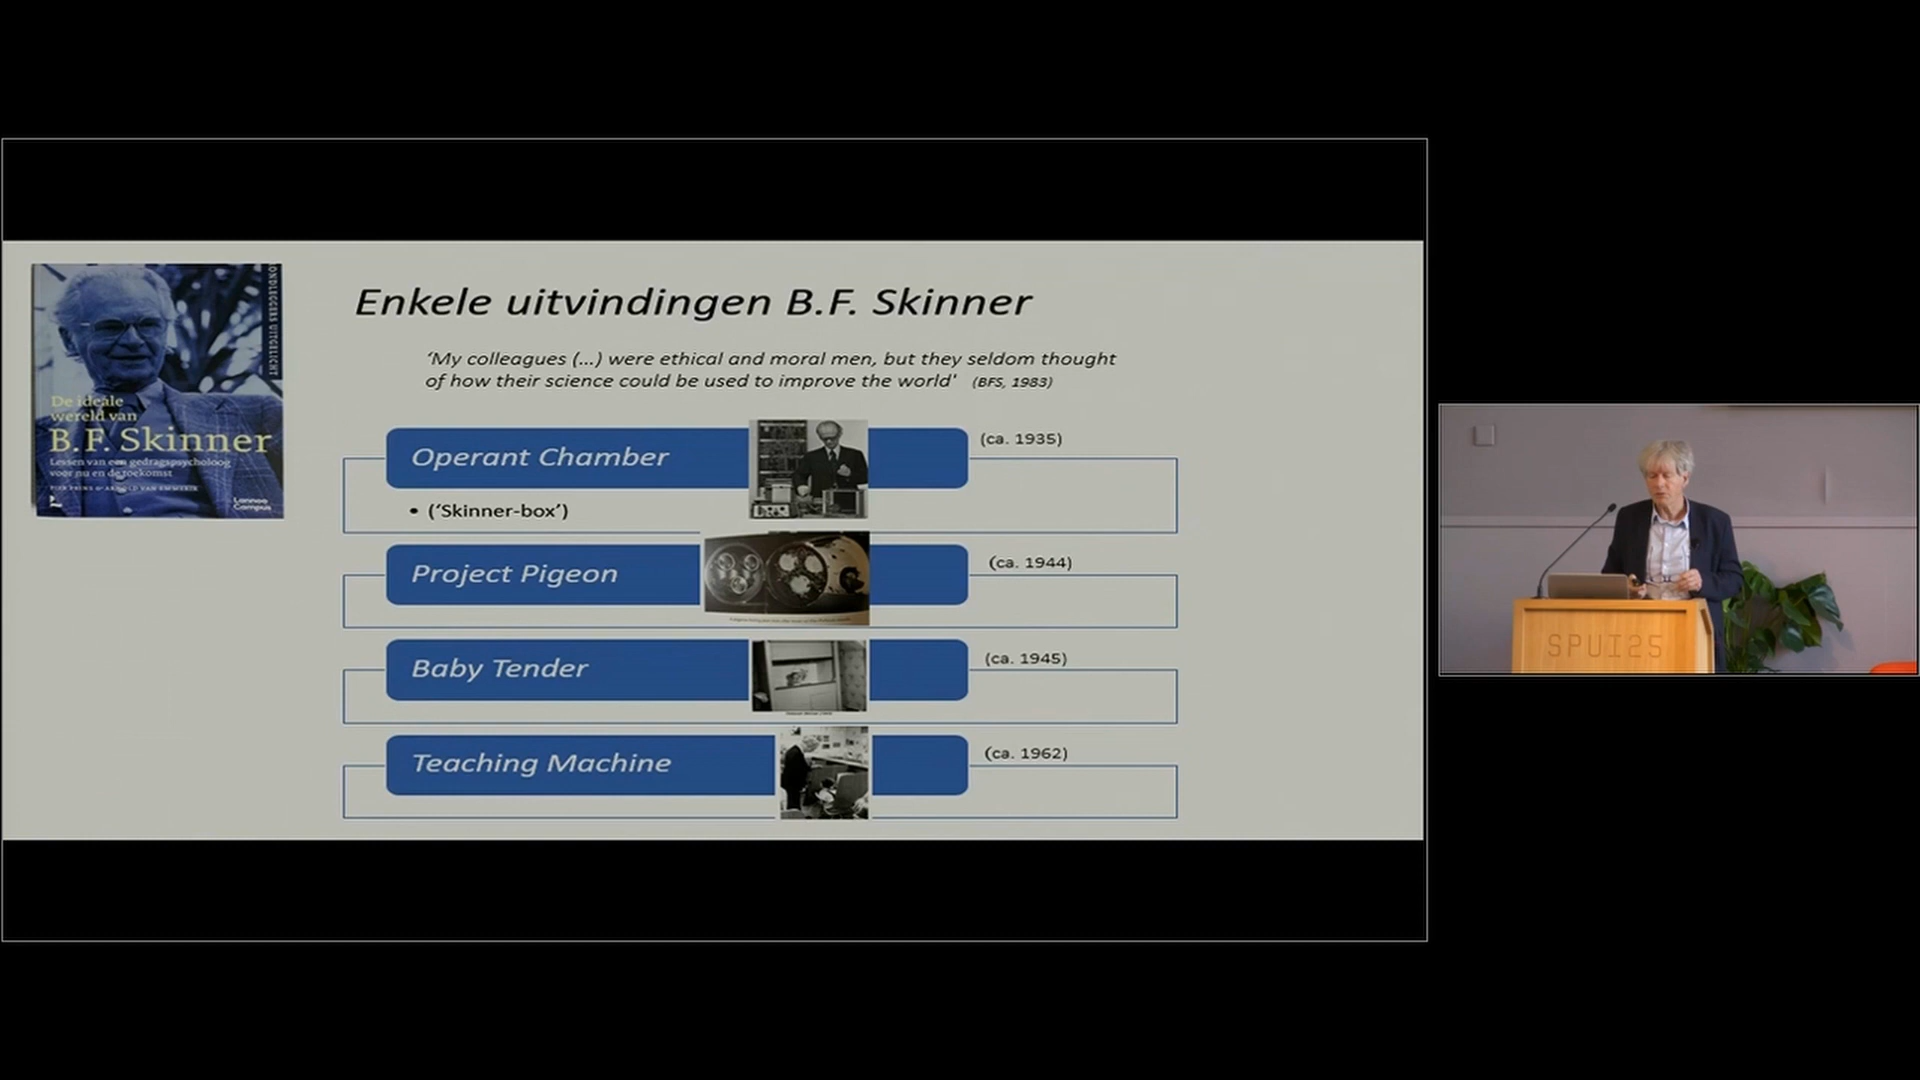 ONDLEGGERS UITGELICHT
De ideale
wereld van
B.F. Skinner
Lessen van een gedragspsycholoog
voor nu en de toekomst
PIER PRINS & ARNOLD VAN EMMERIK
Lannoo
Campus
Enkele uitvindingen B.F. Skinner
‘My colleagues (...) were ethical and moral men, but they seldom thought
of how their science could be used to improve the world' (BFS, 1983)
Operant Chamber
(ca. 1935)
• (‘Skinner-box’)
Project Pigeon
(ca. 1944)
Baby Tender
(ca. 1945)
Teaching Machine
(ca. 1962)
SPUI25